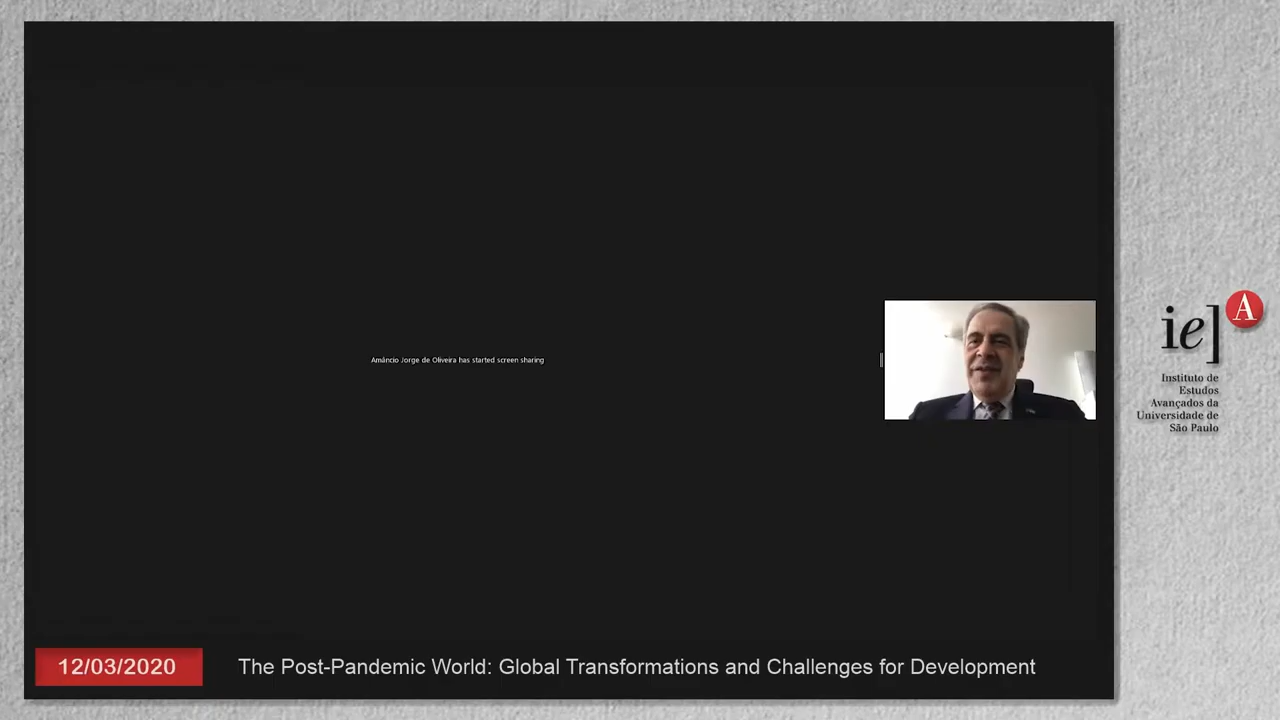 Amâncio Jorge de Oliveira has started screen sharing
ie]
A
Instituto de
Estudos
Avançados da
Universidade de
São Paulo
12/03/2020
The Post-Pandemic World: Global Transformations and Challenges for Development